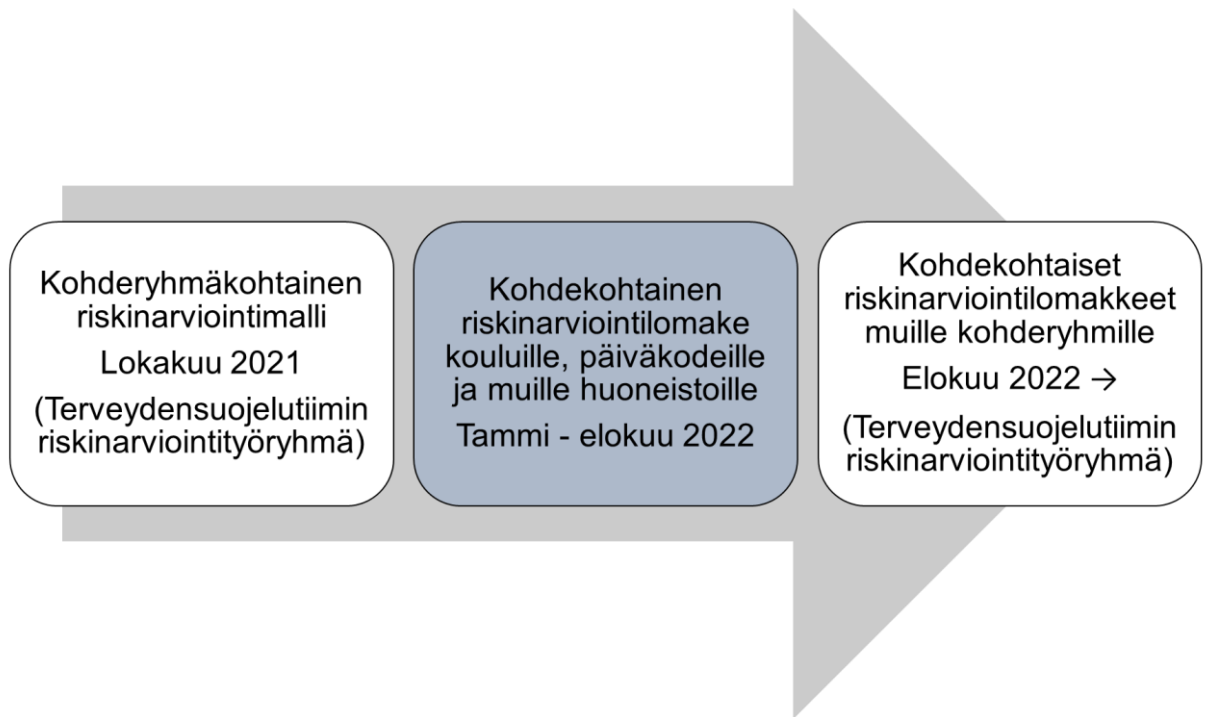 Kohderyhmäkohtainen
riskinarviointimalli
Lokakuu 2021
(Terveydensuojelutiimin
riskinarviointityöryhmä)
Kohdekohtainen
riskinarviointilomake
kouluille, päiväkodeille
ja muille huoneistoille
Tammi - elokuu 2022
Kohdekohtaiset
riskinarviointilomakkeet
muille kohderyhmille
Elokuu 2022 →
(Terveydensuojelutiimin
riskinarviointityöryhmä)